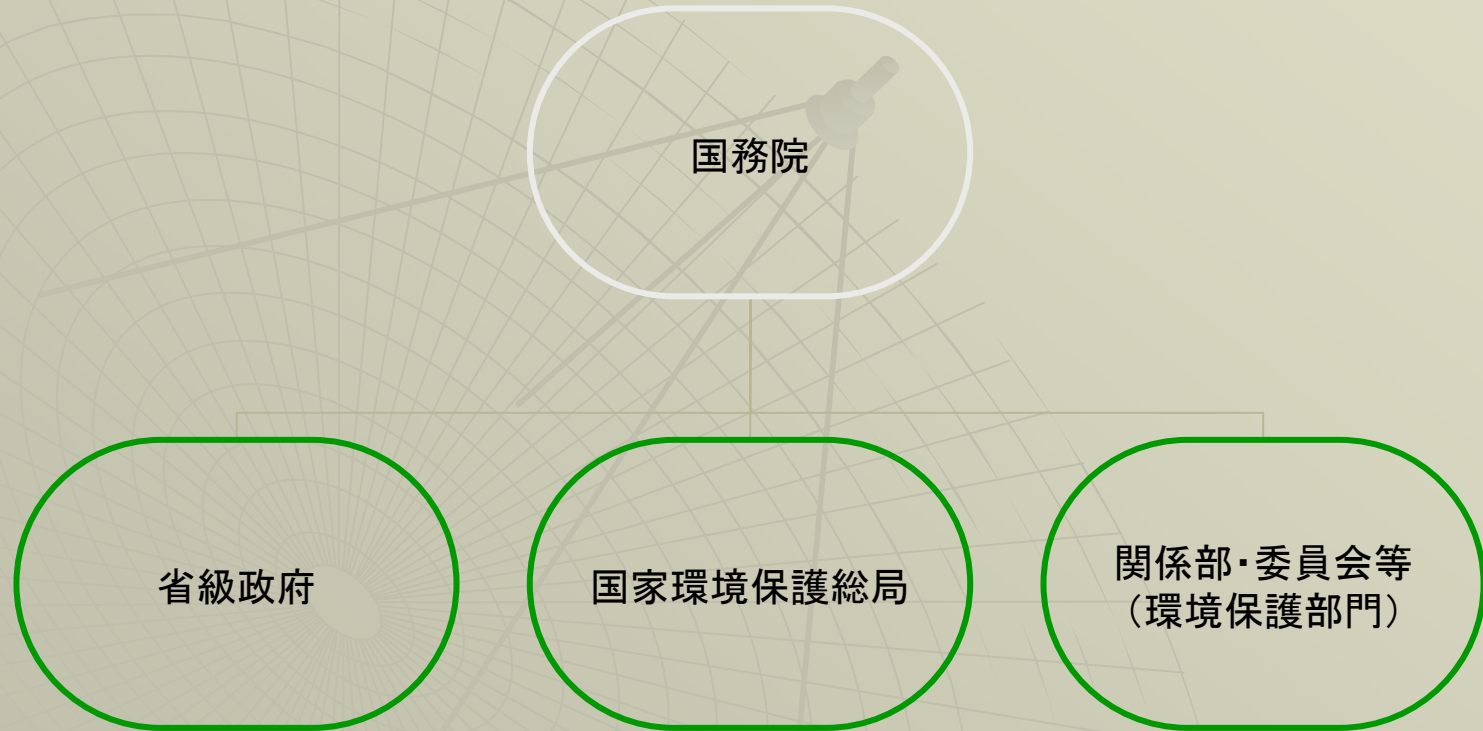 国務院
省級政府
国家環境保護総局
関係部・委員会等
（環境保護部門）